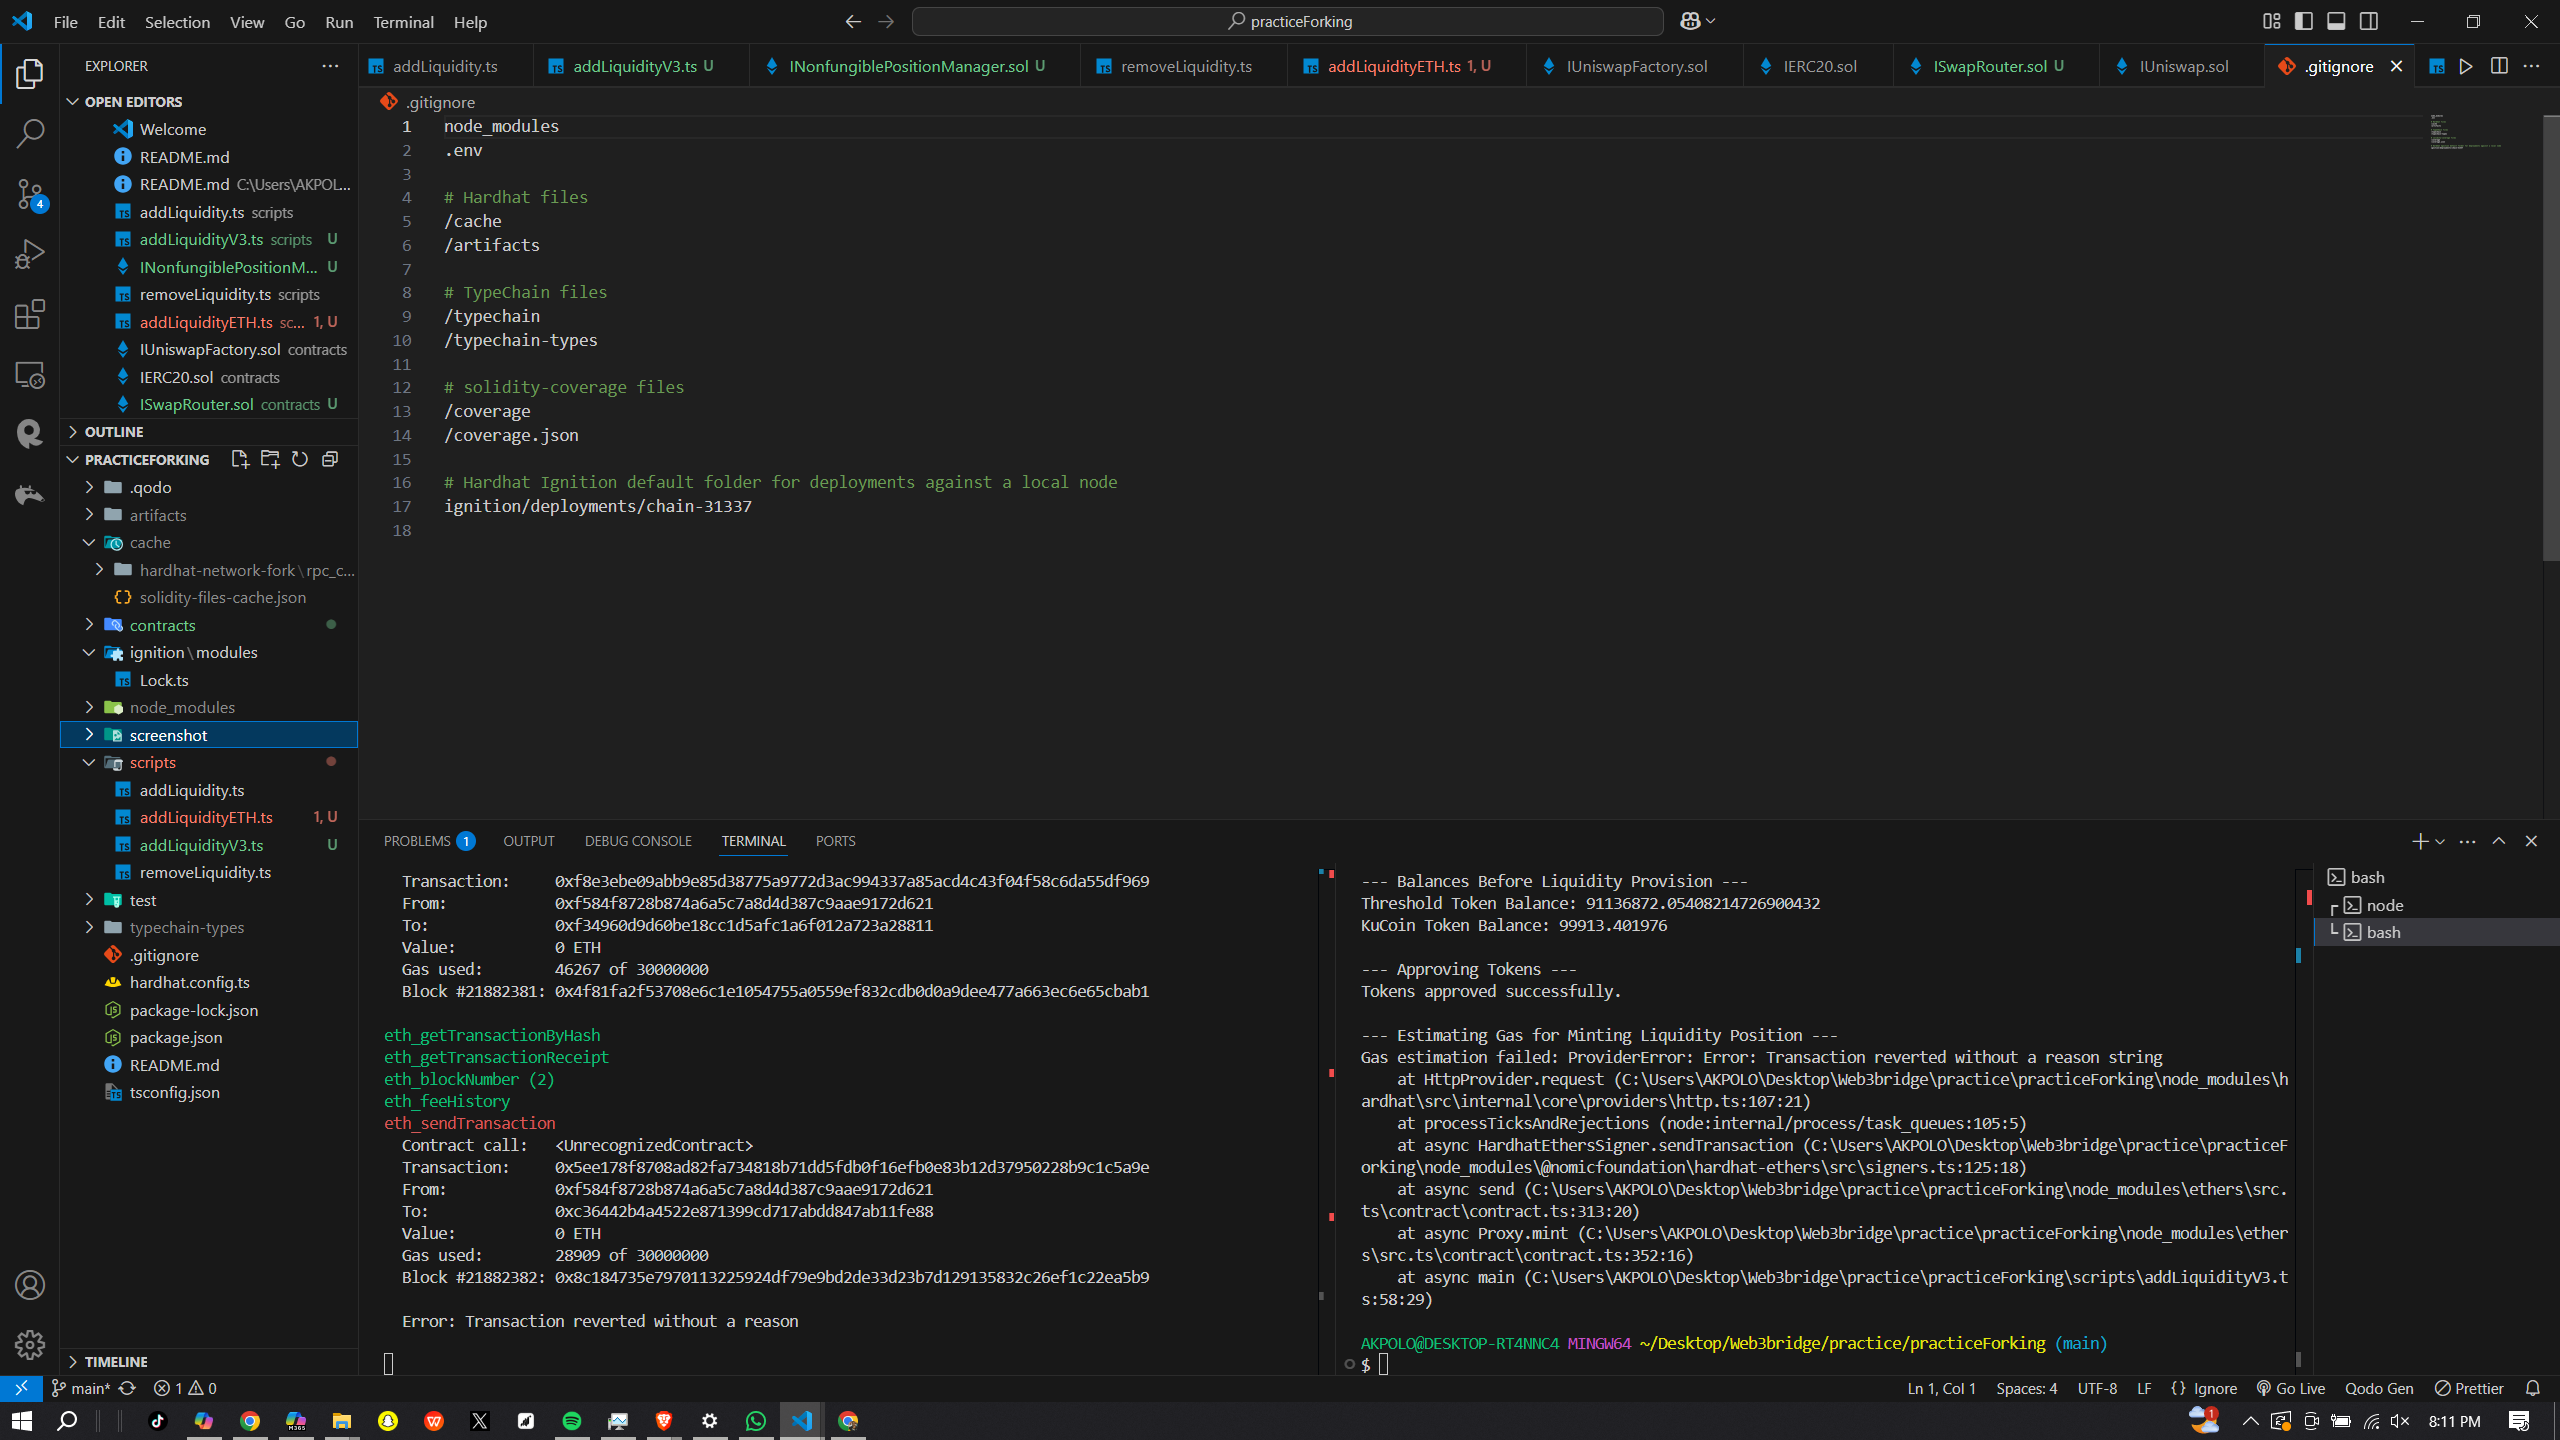 File Edit Selection View Go Run Terminal Help
practiceForking
EXPLORER
addLiquidity.ts
addLiquidityV3.ts U
INonfungiblePositionManager.sol U
removeLiquidity.ts
addLiquidityETH.ts 1, U
IUniswapFactory.sol
IERC20.sol
ISwapRouter.sol U
IUniswap.sol
.gitignore
OPEN EDITORS
Welcome
README.md
README.md C:\Users\AKPOL...
addLiquidity.ts scripts
addLiquidityV3.ts scripts U
INonfungiblePositionM... U
removeLiquidity.ts scripts
addLiquidityETH.ts sc... 1, U
IUniswapFactory.sol contracts
IERC20.sol contracts
ISwapRouter.sol contracts U
OUTLINE
PRACTICEFORKING
.qodo
artifacts
cache
hardhat-network-fork\rpc_c...
solidity-files-cache.json
contracts
ignition\modules
Lock.ts
node_modules
screenshot
scripts
addLiquidity.ts
addLiquidityETH.ts 1, U
addLiquidityV3.ts U
removeLiquidity.ts
test
typechain-types
.gitignore
hardhat.config.ts
package-lock.json
package.json
README.md
tsconfig.json
TIMELINE
4
.gitignore
1 node_modules
2 .env
3
4 # Hardhat files
5 /cache
6 /artifacts
7
8 # TypeChain files
9 /typechain
10 /typechain-types
11
12 # solidity-coverage files
13 /coverage
14 /coverage.json
15
16 # Hardhat Ignition default folder for deployments against a local node
17 ignition/deployments/chain-31337
18
PROBLEMS 1 OUTPUT DEBUG CONSOLE TERMINAL PORTS
Transaction: 0xf8e3ebe09abb9e85d38775a9772d3ac994337a85acd4c43f04f58c6da55df969
From: 0xf584f8728b874a6a5c7a8d4d387c9aae9172d621
To: 0xf34960d9d60be18cc1d5afc1a6f012a723a28811
Value: 0 ETH
Gas used: 46267 of 30000000
Block #21882381: 0x4f81fa2f53708e6c1e1054755a0559ef832cdb0d0a9dee477a663ec6e65cbab1
eth_getTransactionByHash
eth_getTransactionReceipt
eth_blockNumber (2)
eth_feeHistory
eth_sendTransaction
Contract call: <UnrecognizedContract>
Transaction: 0x5ee178f8708ad82fa734818b71dd5fdb0f16efb0e83b12d37950228b9c1c5a9e
From: 0xf584f8728b874a6a5c7a8d4d387c9aae9172d621
To: 0xc36442b4a4522e871399cd717abdd847ab11fe88
Value: 0 ETH
Gas used: 28909 of 30000000
Block #21882382: 0x8c184735e7970113225924df79e9bd2de33d23b7d129135832c26ef1c22ea5b9
Error: Transaction reverted without a reason
--- Balances Before Liquidity Provision ---
Threshold Token Balance: 91136872.05408214726900432
KuCoin Token Balance: 99913.401976
--- Approving Tokens ---
Tokens approved successfully.
--- Estimating Gas for Minting Liquidity Position ---
Gas estimation failed: ProviderError: Error: Transaction reverted without a reason string
at HttpProvider.request (C:\Users\AKPOLO\Desktop\Web3bridge\practice\practiceForking\node_modules\h
ardhat\src\internal\core\providers\http.ts:107:21)
at processTicksAndRejections (node:internal/process/task_queues:105:5)
at async HardhatEthersSigner.sendTransaction (C:\Users\AKPOLO\Desktop\Web3bridge\practice\practiceF
orking\node_modules\@nomicfoundation\hardhat-ethers\src\signers.ts:125:18)
at async send (C:\Users\AKPOLO\Desktop\Web3bridge\practice\practiceForking\node_modules\ethers\src.
ts\contract\contract.ts:313:20)
at async Proxy.mint (C:\Users\AKPOLO\Desktop\Web3bridge\practice\practiceForking\node_modules\ether
s\src.ts\contract\contract.ts:352:16)
at async main (C:\Users\AKPOLO\Desktop\Web3bridge\practice\practiceForking\scripts\addLiquidityV3.t
s:58:29)
AKPOLO@DESKTOP-RT4NNC4 MINGW64 ~/Desktop/Web3bridge/practice/practiceForking (main)
$
bash
node
bash
main* 1 0
Ln 1, Col 1 Spaces: 4 UTF-8 LF {} Ignore Go Live Qodo Gen Prettier
8:11 PM